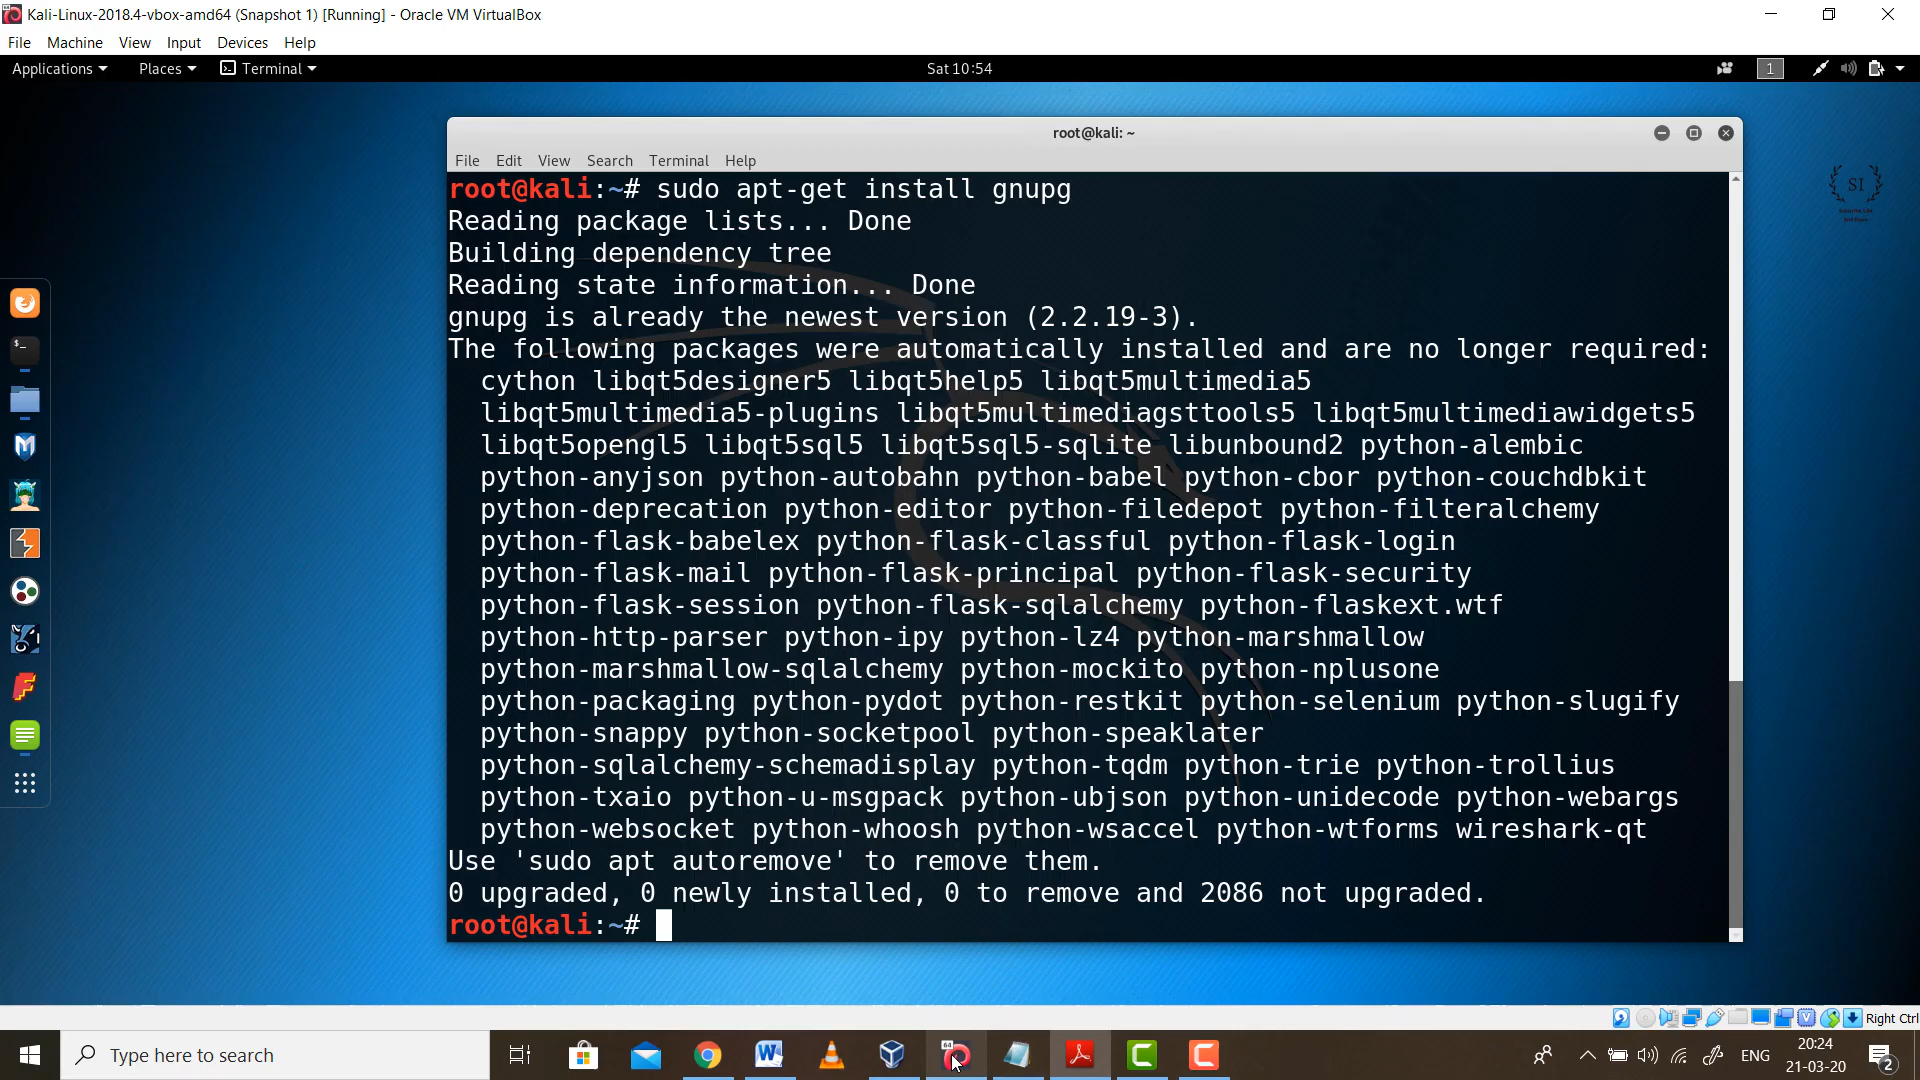 Kali-Linux-2018.4-vbox-amd64 (Snapshot 1) [Running] - Oracle VM VirtualBox
File Machine View Input Devices Help
Applications Places Terminal Sat 10:54 1
root@kali: ~
File Edit View Search Terminal Help
root@kali:~# sudo apt-get install gnupg
Reading package lists... Done
Building dependency tree
Reading state information... Done
gnupg is already the newest version (2.2.19-3).
The following packages were automatically installed and are no longer required:
cython libqt5designer5 libqt5help5 libqt5multimedia5
libqt5multimedia5-plugins libqt5multimediagsttools5 libqt5multimediawidgets5
libqt5opengl5 libqt5sql5 libqt5sql5-sqlite libunbound2 python-alembic
python-anyjson python-autobahn python-babel python-cbor python-couchdbkit
python-deprecation python-editor python-filedepot python-filteralchemy
python-flask-babelex python-flask-classful python-flask-login
python-flask-mail python-flask-principal python-flask-security
python-flask-session python-flask-sqlalchemy python-flaskext.wtf
python-http-parser python-ipy python-lz4 python-marshmallow
python-marshmallow-sqlalchemy python-mockito python-nplusone
python-packaging python-pydot python-restkit python-selenium python-slugify
python-snappy python-socketpool python-speaklater
python-sqlalchemy-schemadisplay python-tqdm python-trie python-trollius
python-txaio python-u-msgpack python-ubjson python-unidecode python-webargs
python-websocket python-whoosh python-wsaccel python-wtforms wireshark-qt
Use 'sudo apt autoremove' to remove them.
0 upgraded, 0 newly installed, 0 to remove and 2086 not upgraded.
root@kali:~#
SI
Right Ctrl
Type here to search
ENG
20:24
21-03-20
2